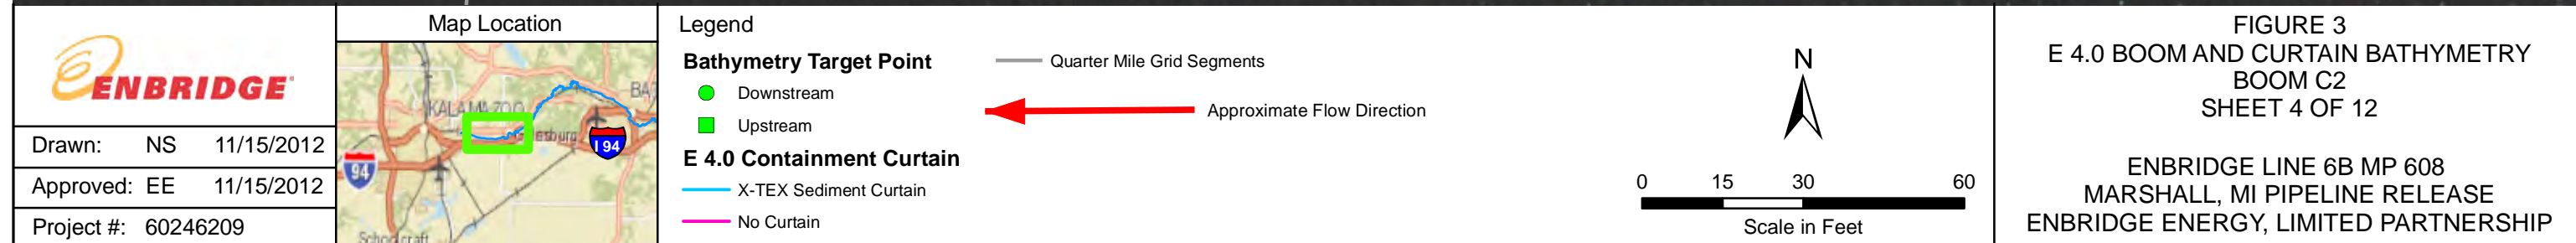 ENBRIDGE
Drawn: NS 11/15/2012
Approved: EE 11/15/2012
Project #: 60246209
Map Location
KALAMAZOO
I 94
94
Legend
Bathymetry Target Point
Downstream
Upstream
E 4.0 Containment Curtain
X-TEX Sediment Curtain
No Curtain
Quarter Mile Grid Segments
Approximate Flow Direction
N
0 15 30 60
Scale in Feet
FIGURE 3
E 4.0 BOOM AND CURTAIN BATHYMETRY
BOOM C2
SHEET 4 OF 12
ENBRIDGE LINE 6B MP 608
MARSHALL, MI PIPELINE RELEASE
ENBRIDGE ENERGY, LIMITED PARTNERSHIP